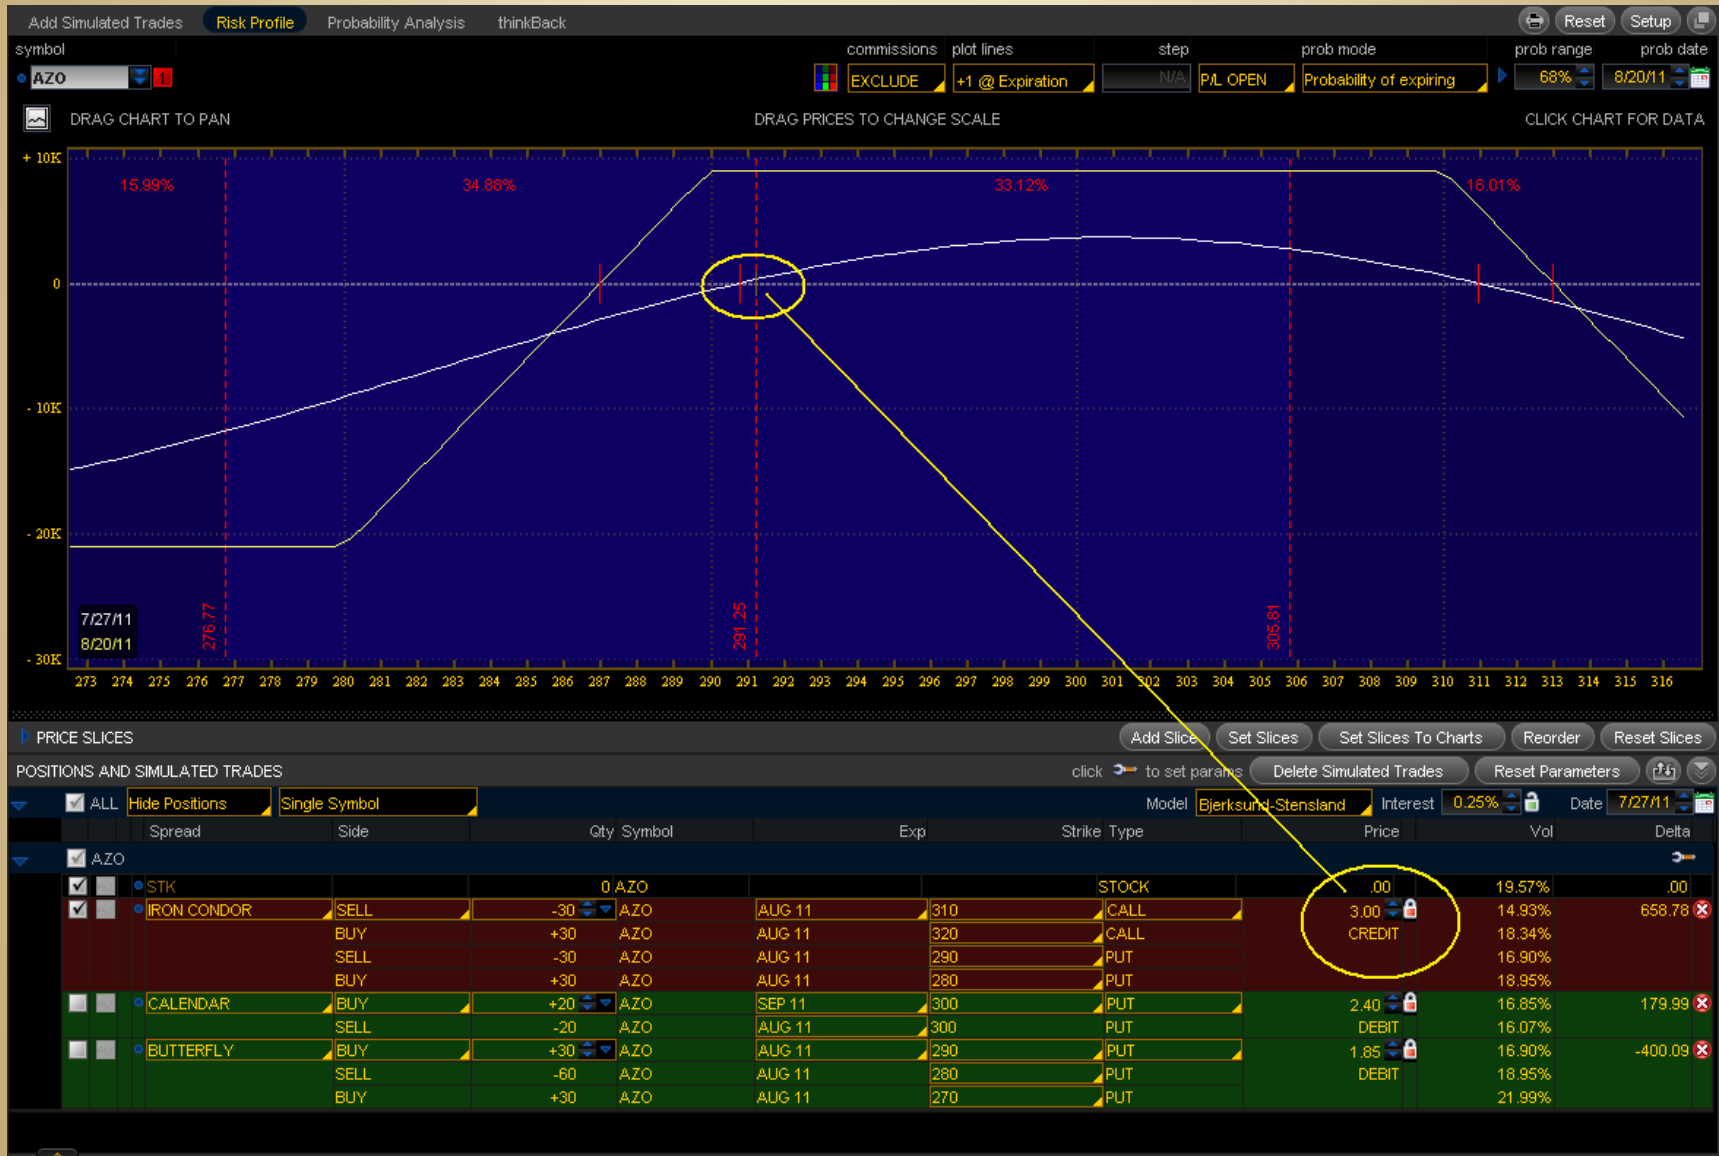 Add Simulated Trades Risk Profile Probability Analysis thinkBack Reset Setup
symbol commissions plot lines step prob mode prob range prob date
AZO 1 EXCLUDE +1 @ Expiration N/A P/L OPEN Probability of expiring 68% 8/20/11
DRAG CHART TO PAN DRAG PRICES TO CHANGE SCALE CLICK CHART FOR DATA
+ 10K
15.99% 34.88% 33.12% 16.01%
0
- 10K
- 20K
276.77 291.25 305.81
7/27/11
8/20/11
- 30K
273 274 275 276 277 278 279 280 281 282 283 284 285 286 287 288 289 290 291 292 293 294 295 296 297 298 299 300 301 302 303 304 305 306 307 308 309 310 311 312 313 314 315 316
PRICE SLICES Add Slice Set Slices Set Slices To Charts Reorder Reset Slices
POSITIONS AND SIMULATED TRADES click to set params Delete Simulated Trades Reset Parameters
ALL Hide Positions Single Symbol Model Bjerksund-Stensland Interest 0.25% Date 7/27/11
Spread Side Qty Symbol Exp Strike Type Price Vol Delta
AZO
STK 0 AZO STOCK .00 19.57% .00
IRON CONDOR SELL -30 AZO AUG 11 310 CALL 3.00 14.93% 658.78
BUY +30 AZO AUG 11 320 CALL CREDIT 18.34%
SELL -30 AZO AUG 11 290 PUT 16.90%
BUY +30 AZO AUG 11 280 PUT 18.95%
CALENDAR BUY +20 AZO SEP 11 300 PUT 2.40 16.85% 179.99
SELL -20 AZO AUG 11 300 PUT DEBIT 16.07%
BUTTERFLY BUY +30 AZO AUG 11 290 PUT 1.85 16.90% -400.09
SELL -60 AZO AUG 11 280 PUT DEBIT 18.95%
BUY +30 AZO AUG 11 270 PUT 21.99%